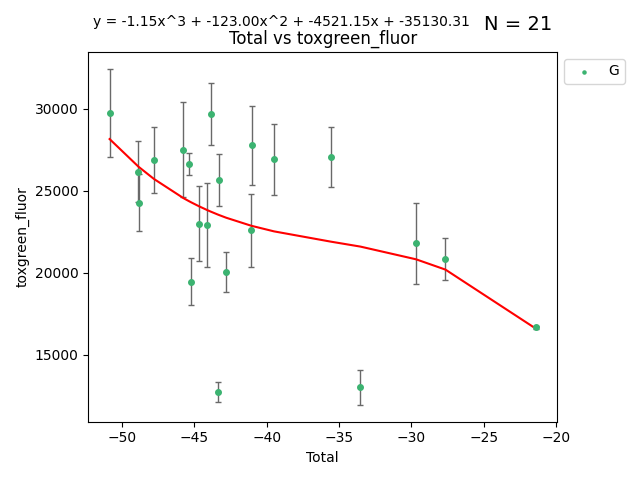 y = -1.15x^3 + -123.00x^2 + -4521.15x + -35130.31
N = 21
Total vs toxgreen_fluor
G
30000
25000
20000
15000
toxgreen_fluor
−50 −45 −40 −35 −30 −25 −20
Total